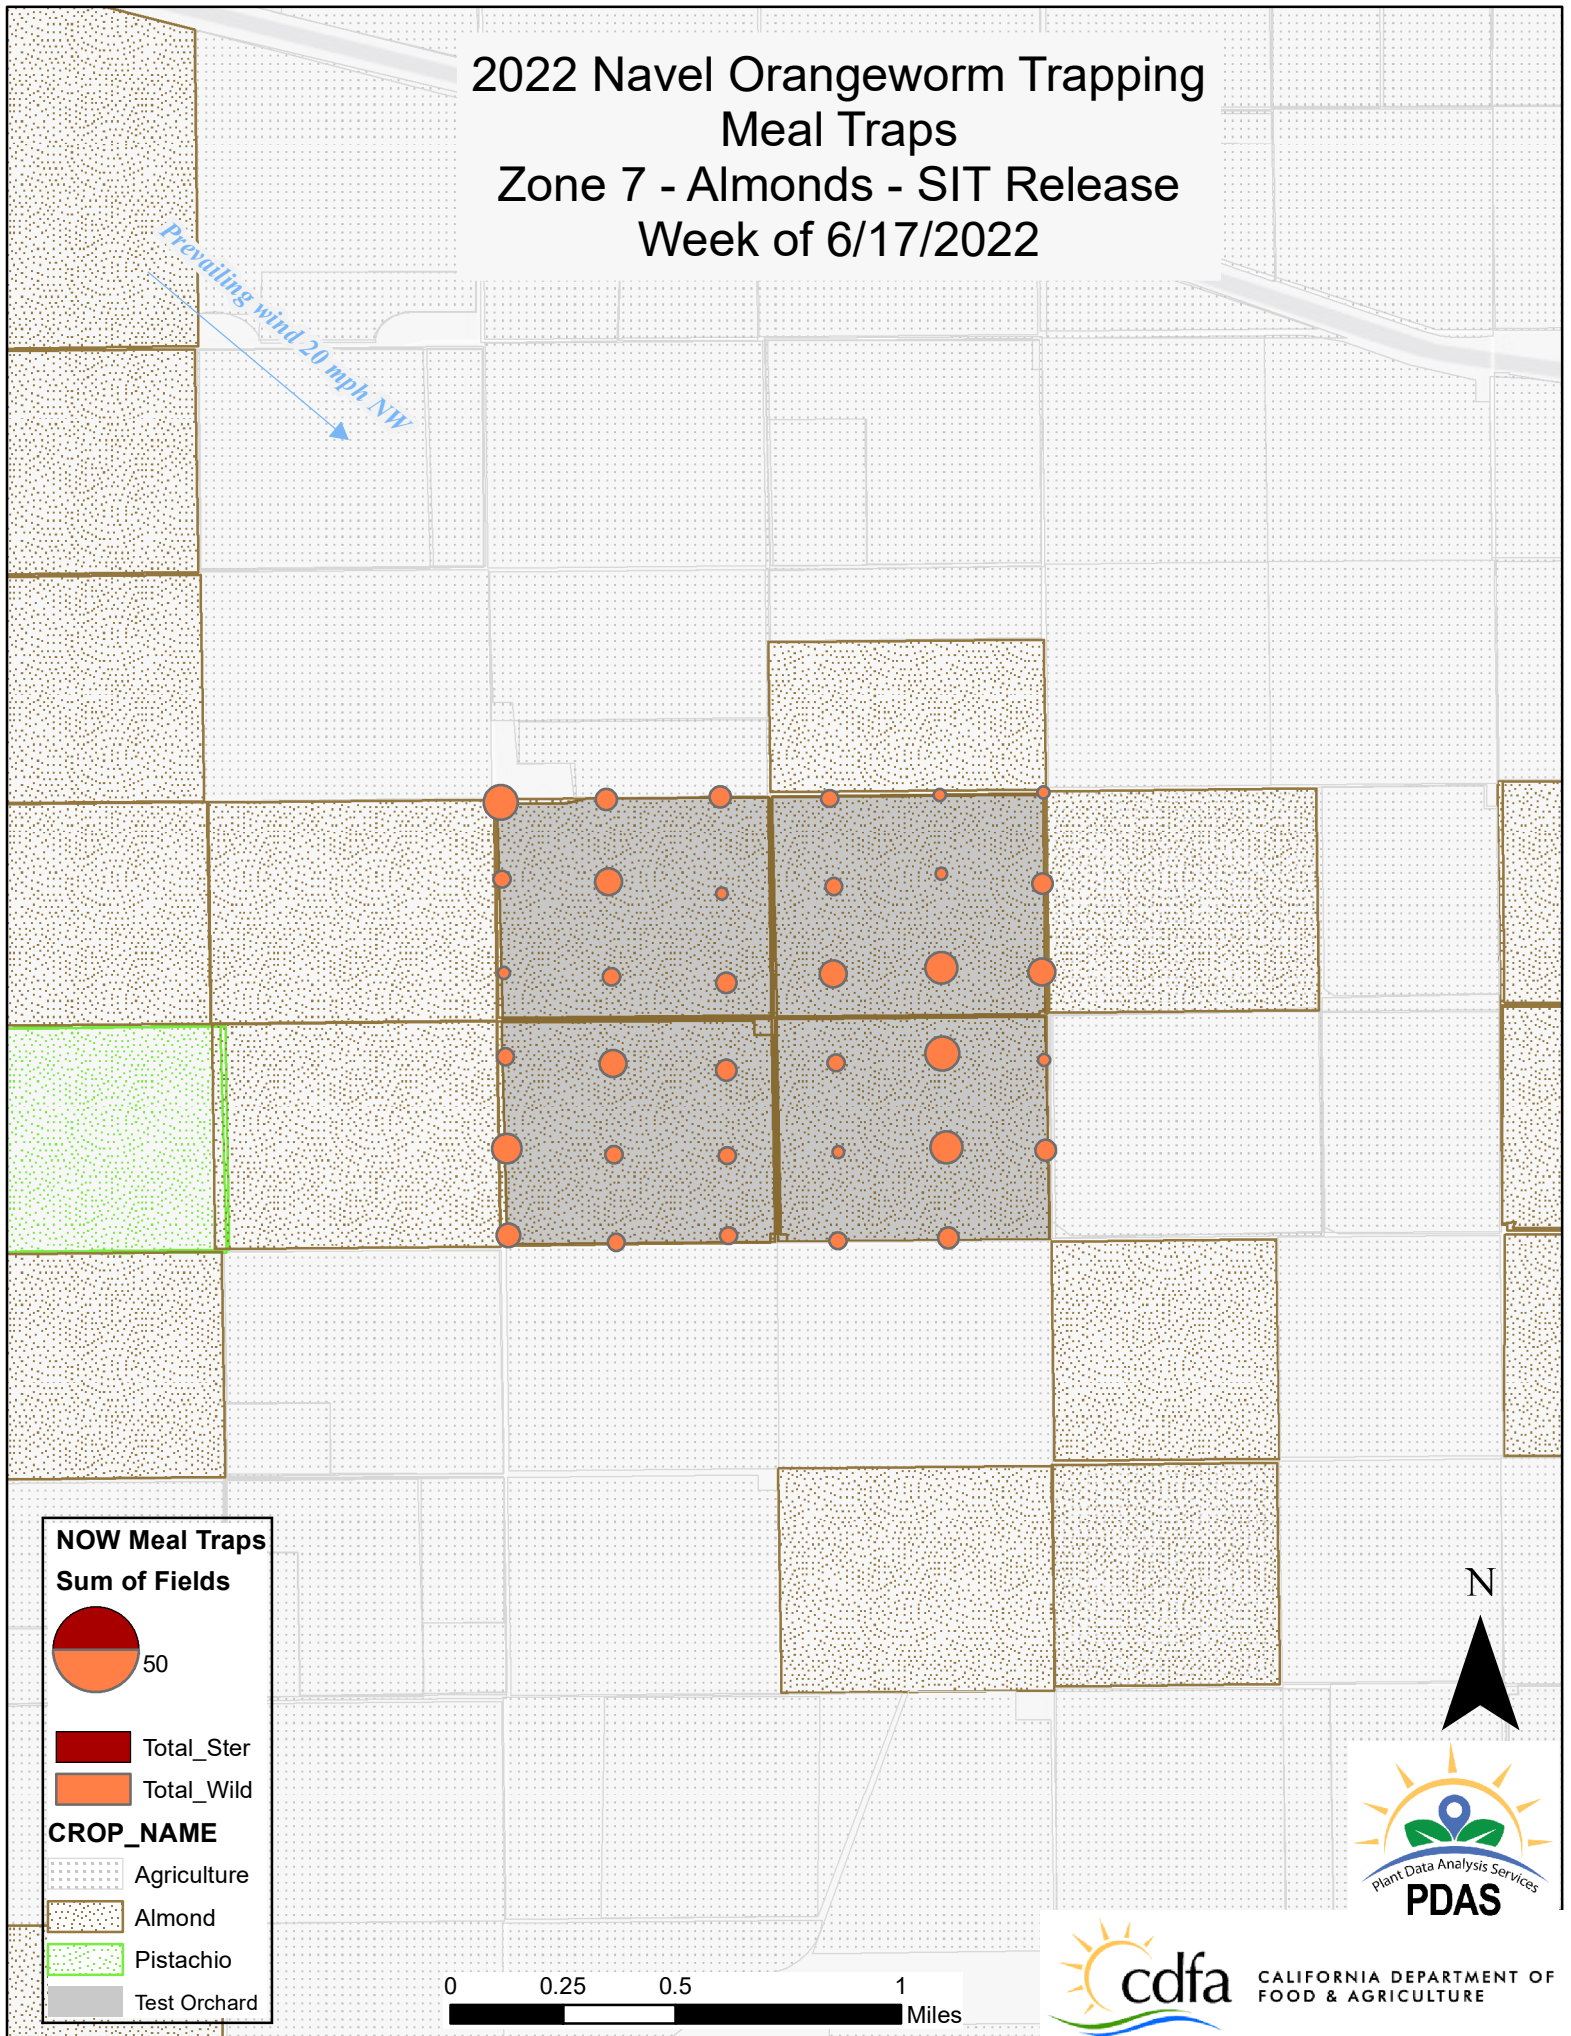 2022 Navel Orangeworm Trapping
Meal Traps
Zone 7 - Almonds - SIT Release
Week of 6/17/2022
Prevailing wind 20 mph NW
NOW Meal Traps
Sum of Fields
50
Total_Ster
Total_Wild
CROP_NAME
Agriculture
Almond
Pistachio
Test Orchard
0 0.25 0.5 1
Miles
N
Plant Data Analysis Services
PDAS
cdfa
CALIFORNIA DEPARTMENT OF
FOOD & AGRICULTURE